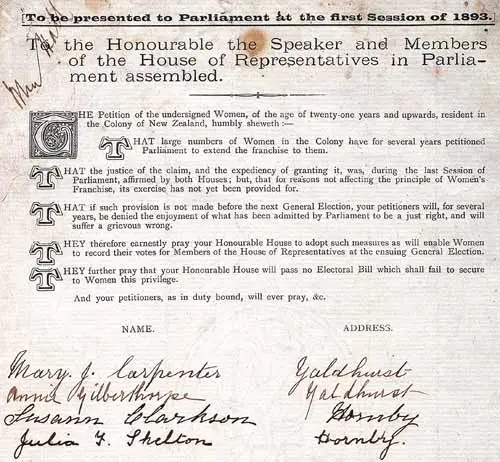 To be presented to Parliament at the first Session of 1893.
To the Honourable the Speaker and Members
of the House of Representatives in Parlia-
ment assembled.
THE Petition of the undersigned Women, of the age of twenty-one years and upwards, resident in
the Colony of New Zealand, humbly sheweth :—
THAT large numbers of Women in the Colony have for several years petitioned
Parliament to extend the franchise to them.
THAT the justice of the claim, and the expediency of granting it, was, during the last Session of
Parliament, affirmed by both Houses; but, that for reasons not affecting the principle of Women's
Franchise, its exercise has not yet been provided for.
THAT if such provision is not made before the next General Election, your petitioners will, for several
years, be denied the enjoyment of what has been admitted by Parliament to be a just right, and will
suffer a grievous wrong.
THEY therefore earnestly pray your Honourable House to adopt such measures as will enable Women
to record their votes for Members of the House of Representatives at the ensuing General Election.
THEY further pray that your Honourable House will pass no Electoral Bill which shall fail to secure
to Women this privilege.
And your petitioners, as in duty bound, will ever pray, &c.
NAME. ADDRESS.
Mary J. Carpenter Yaldhurst
Annie Gilberthorpe Yaldhurst
Susann Clarkson Hornby
Julia F. Shelton Hornby.